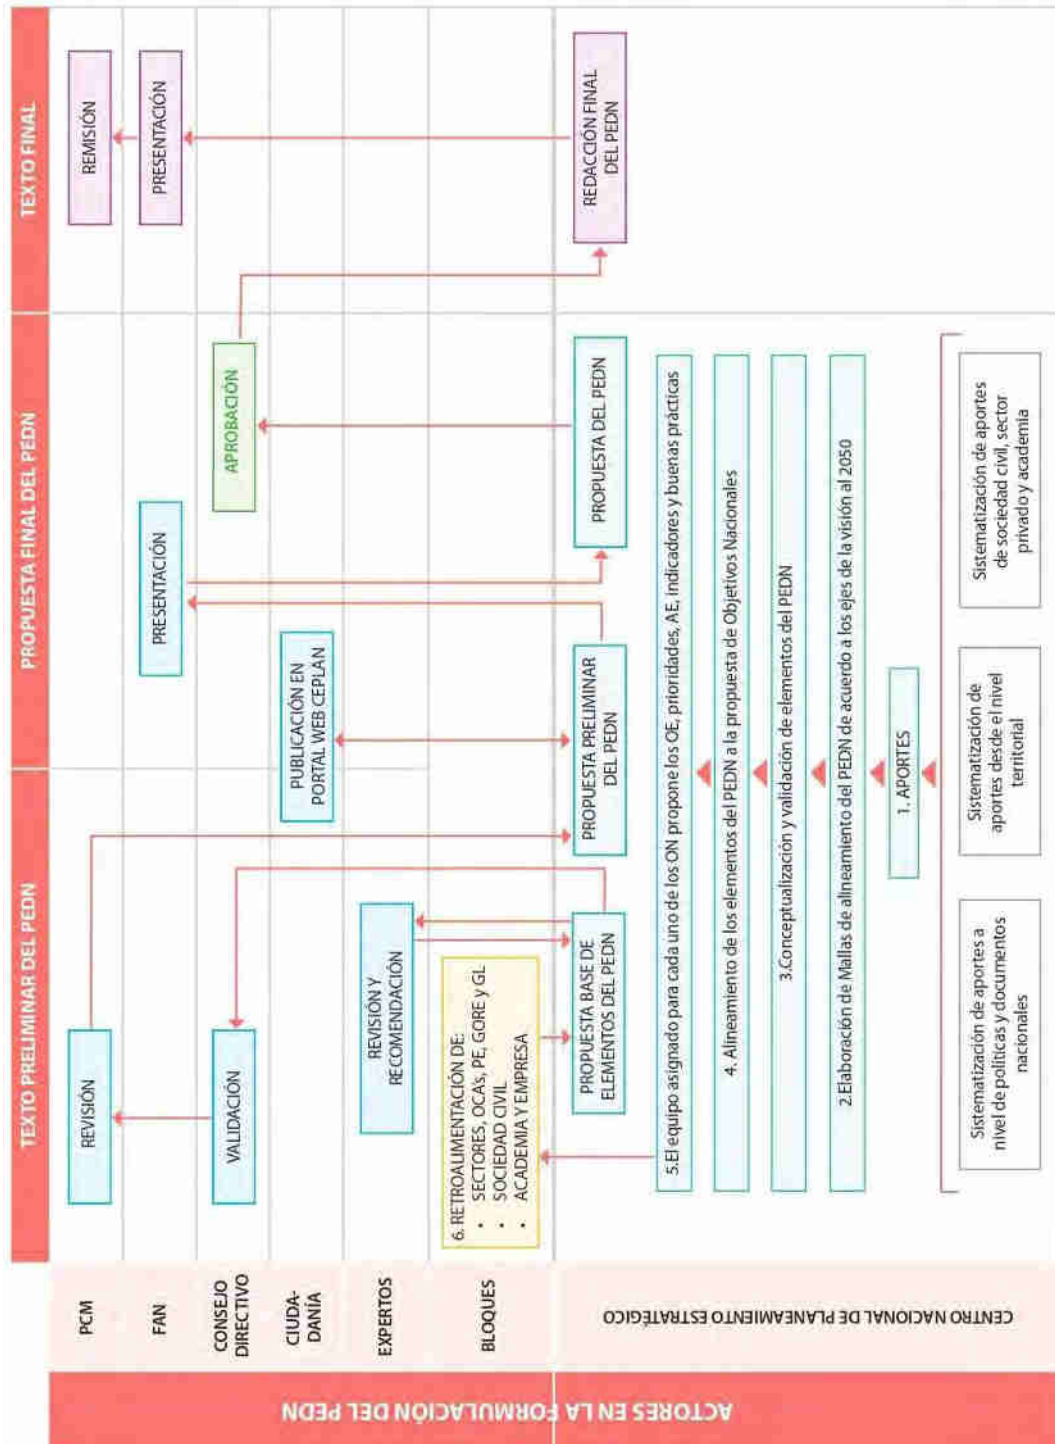 TEXTO PRELIMINAR DEL PEDN
PROPUESTA FINAL DEL PEDN
TEXTO FINAL
ACTORES EN LA FORMULACIÓN DEL PEDN
PCM
REVISIÓN
REMISIÓN
FAN
PRESENTACIÓN
PRESENTACIÓN
CONSEJO
DIRECTIVO
VALIDACIÓN
APROBACIÓN
CIUDA-
DANÍA
PUBLICACIÓN EN
PORTAL WEB CEPLAN
EXPERTOS
REVISIÓN Y
RECOMENDACIÓN
BLOQUES
6. RETROALIMENTACIÓN DE:
• SECTORES, OCA's, PE, GORE y GL
• SOCIEDAD CIVIL
• ACADEMIA Y EMPRESA
CENTRO NACIONAL DE PLANEAMIENTO ESTRATÉGICO
PROPUESTA BASE DE
ELEMENTOS DEL PEDN
PROPUESTA PRELIMINAR
DEL PEDN
PROPUESTA DEL PEDN
REDACCIÓN FINAL
DEL PEDN
5.El equipo asignado para cada uno de los ON propone los OE, prioridades, AE, indicadores y buenas prácticas
4. Alineamiento de los elementos del PEDN a la propuesta de Objetivos Nacionales
3.Conceptualización y validación de elementos del PEDN
2.Elaboración de Mallas de alineamiento del PEDN de acuerdo a los ejes de la visión al 2050
1. APORTES
Sistematización de aportes a
nivel de políticas y documentos
nacionales
Sistematización de
aportes desde el nivel
territorial
Sistematización de aportes
de sociedad civil, sector
privado y academia